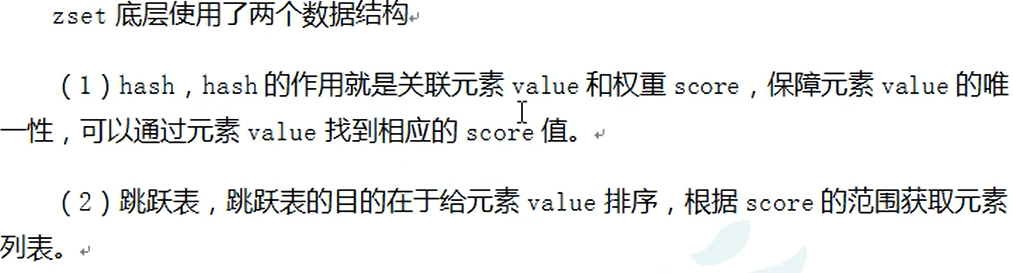 zset 底层使用了两个数据结构
（1）hash，hash 的作用就是关联元素 value 和权重 score，保障元素 value 的唯
一性，可以通过元素 value 找到相应的 score 值。
（2）跳跃表，跳跃表的目的在于给元素 value 排序，根据 score 的范围获取元素
列表。